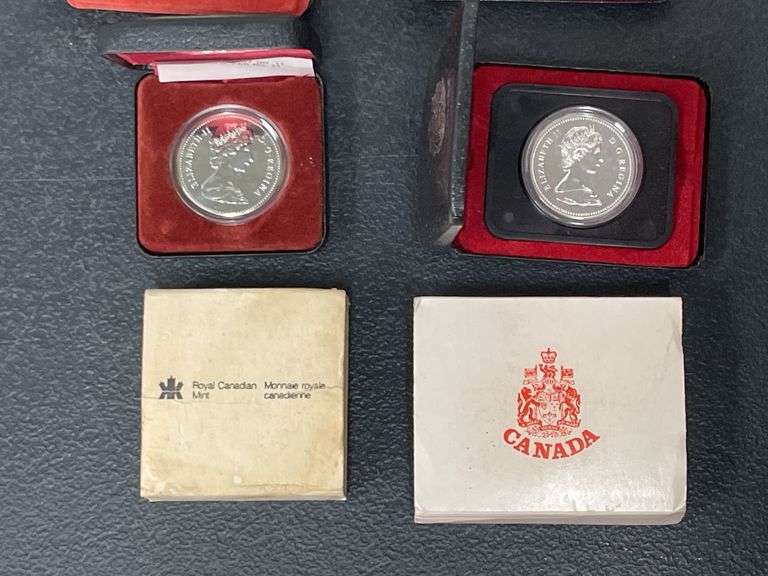 ELIZABETH II D·G·REGINA
ELIZABETH II D·G·REGINA
Royal Canadian Mint
Monnaie royale canadienne
CANADA